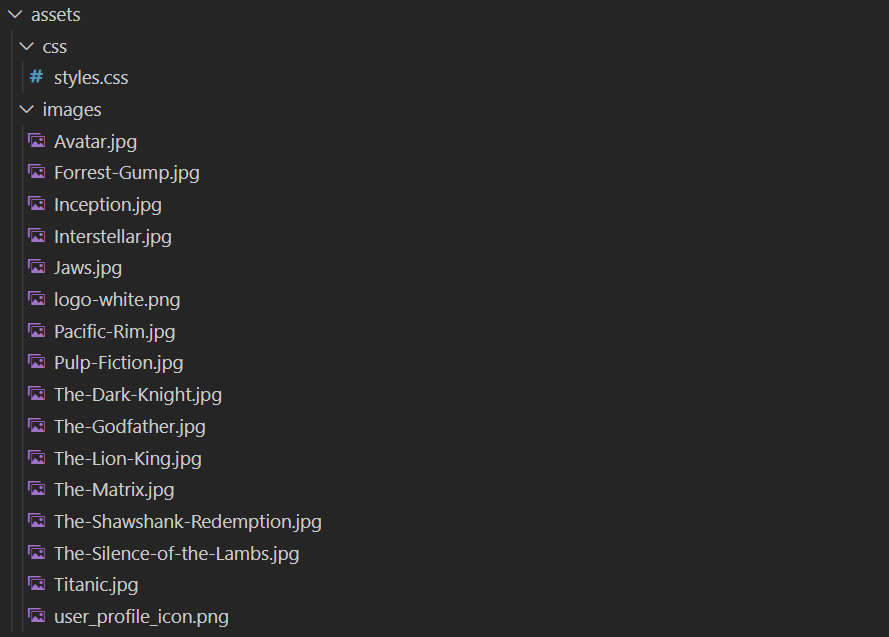 assets
css
# styles.css
images
Avatar.jpg
Forrest-Gump.jpg
Inception.jpg
Interstellar.jpg
Jaws.jpg
logo-white.png
Pacific-Rim.jpg
Pulp-Fiction.jpg
The-Dark-Knight.jpg
The-Godfather.jpg
The-Lion-King.jpg
The-Matrix.jpg
The-Shawshank-Redemption.jpg
The-Silence-of-the-Lambs.jpg
Titanic.jpg
user_profile_icon.png